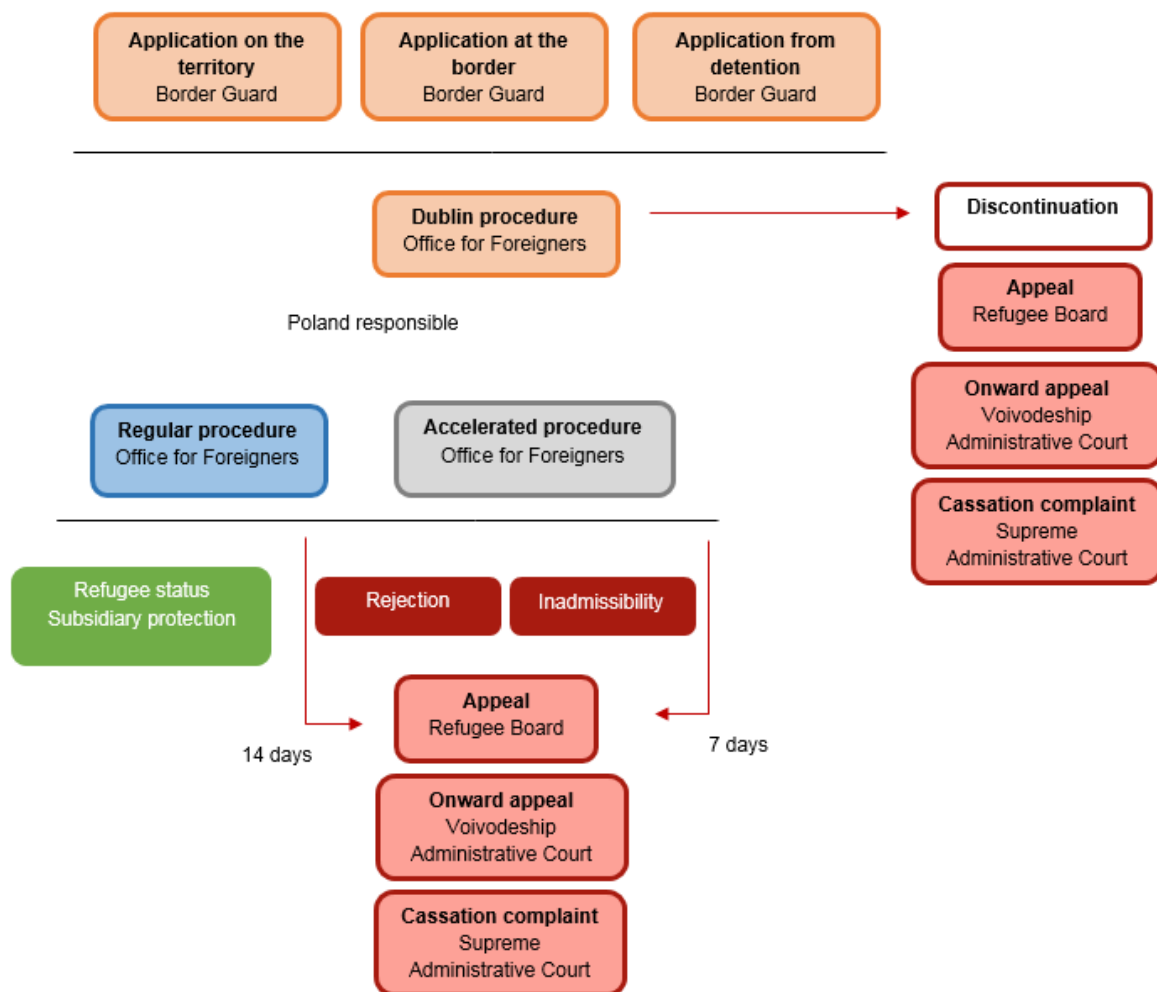 Application on the
territory
Border Guard
Application at the
border
Border Guard
Application from
detention
Border Guard
Dublin procedure
Office for Foreigners
Discontinuation
Appeal
Refugee Board
Onward appeal
Voivodeship
Administrative Court
Cassation complaint
Supreme
Administrative Court
Poland responsible
Regular procedure
Office for Foreigners
Accelerated procedure
Office for Foreigners
Refugee status
Subsidiary protection
Rejection
Inadmissibility
14 days
7 days
Appeal
Refugee Board
Onward appeal
Voivodeship
Administrative Court
Cassation complaint
Supreme
Administrative Court